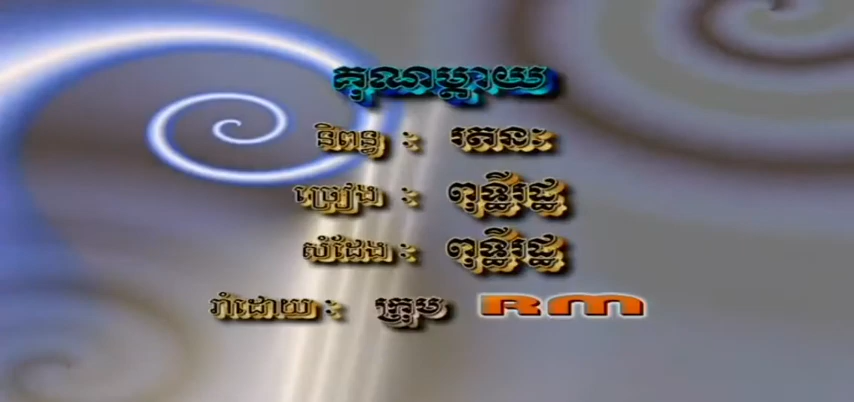 គុណម្ដាយ
និពន្ធ : រតនៈ
ច្រៀង : ពុទ្ធីរដ្ឋ
សំដែង : ពុទ្ធីរដ្ឋ
រាំដោយ : ក្រុម RM